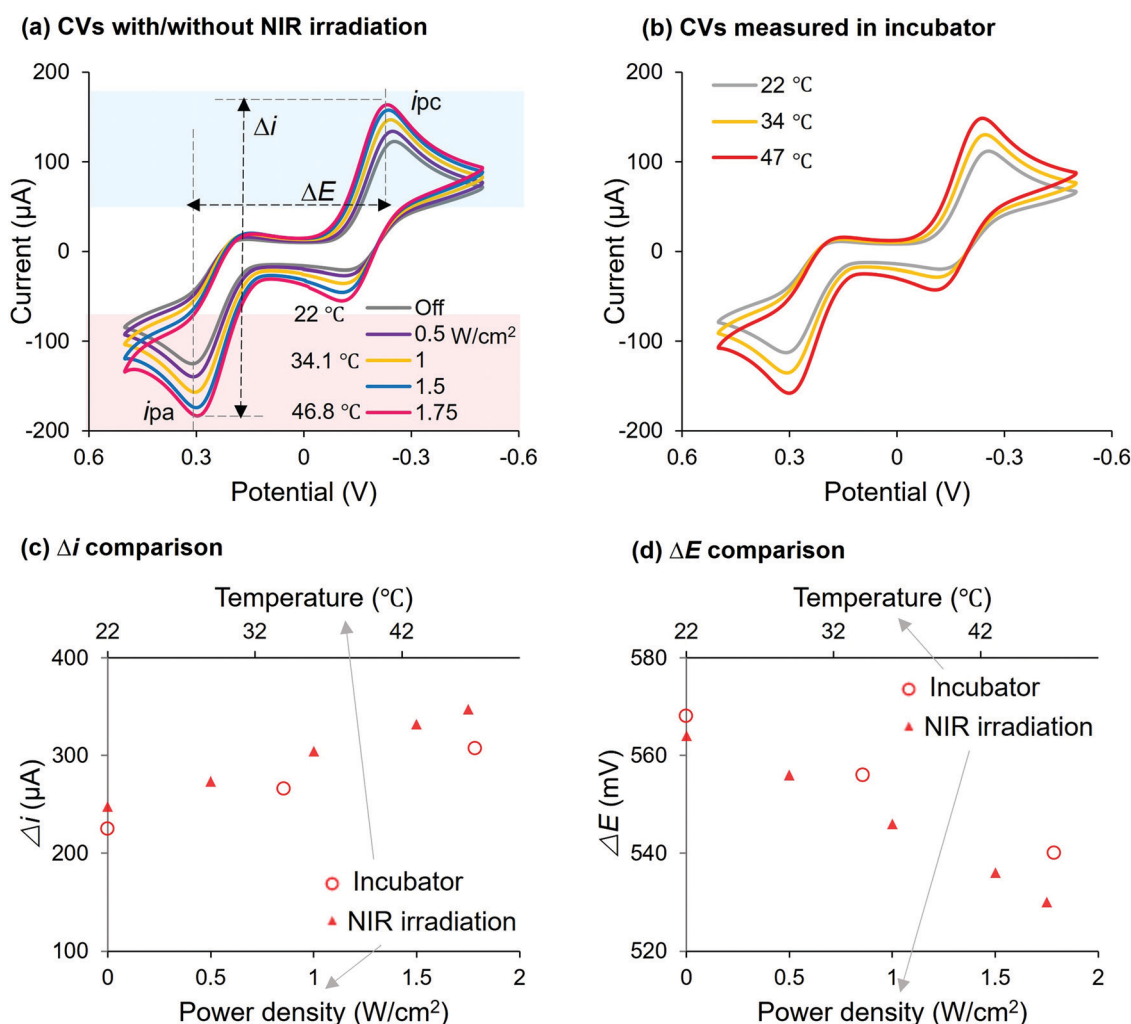 (a) CVs with/without NIR irradiation
200
100
0
-100
-200
Current (µA)
0.6
0.3
0
-0.3
-0.6
Potential (V)
ipc
Δi
ΔE
ipa
22 ℃
34.1 ℃
46.8 ℃
Off
0.5 W/cm²
1
1.5
1.75
(b) CVs measured in incubator
200
100
0
-100
-200
Current (µA)
0.6
0.3
0
-0.3
-0.6
Potential (V)
22 ℃
34 ℃
47 ℃
(c) Δi comparison
Temperature (℃)
22
32
42
400
300
200
100
Δi (µA)
Incubator
NIR irradiation
0
0.5
1
1.5
2
Power density (W/cm²)
(d) ΔE comparison
Temperature (℃)
22
32
42
580
560
540
520
ΔE (mV)
Incubator
NIR irradiation
0
0.5
1
1.5
2
Power density (W/cm²)